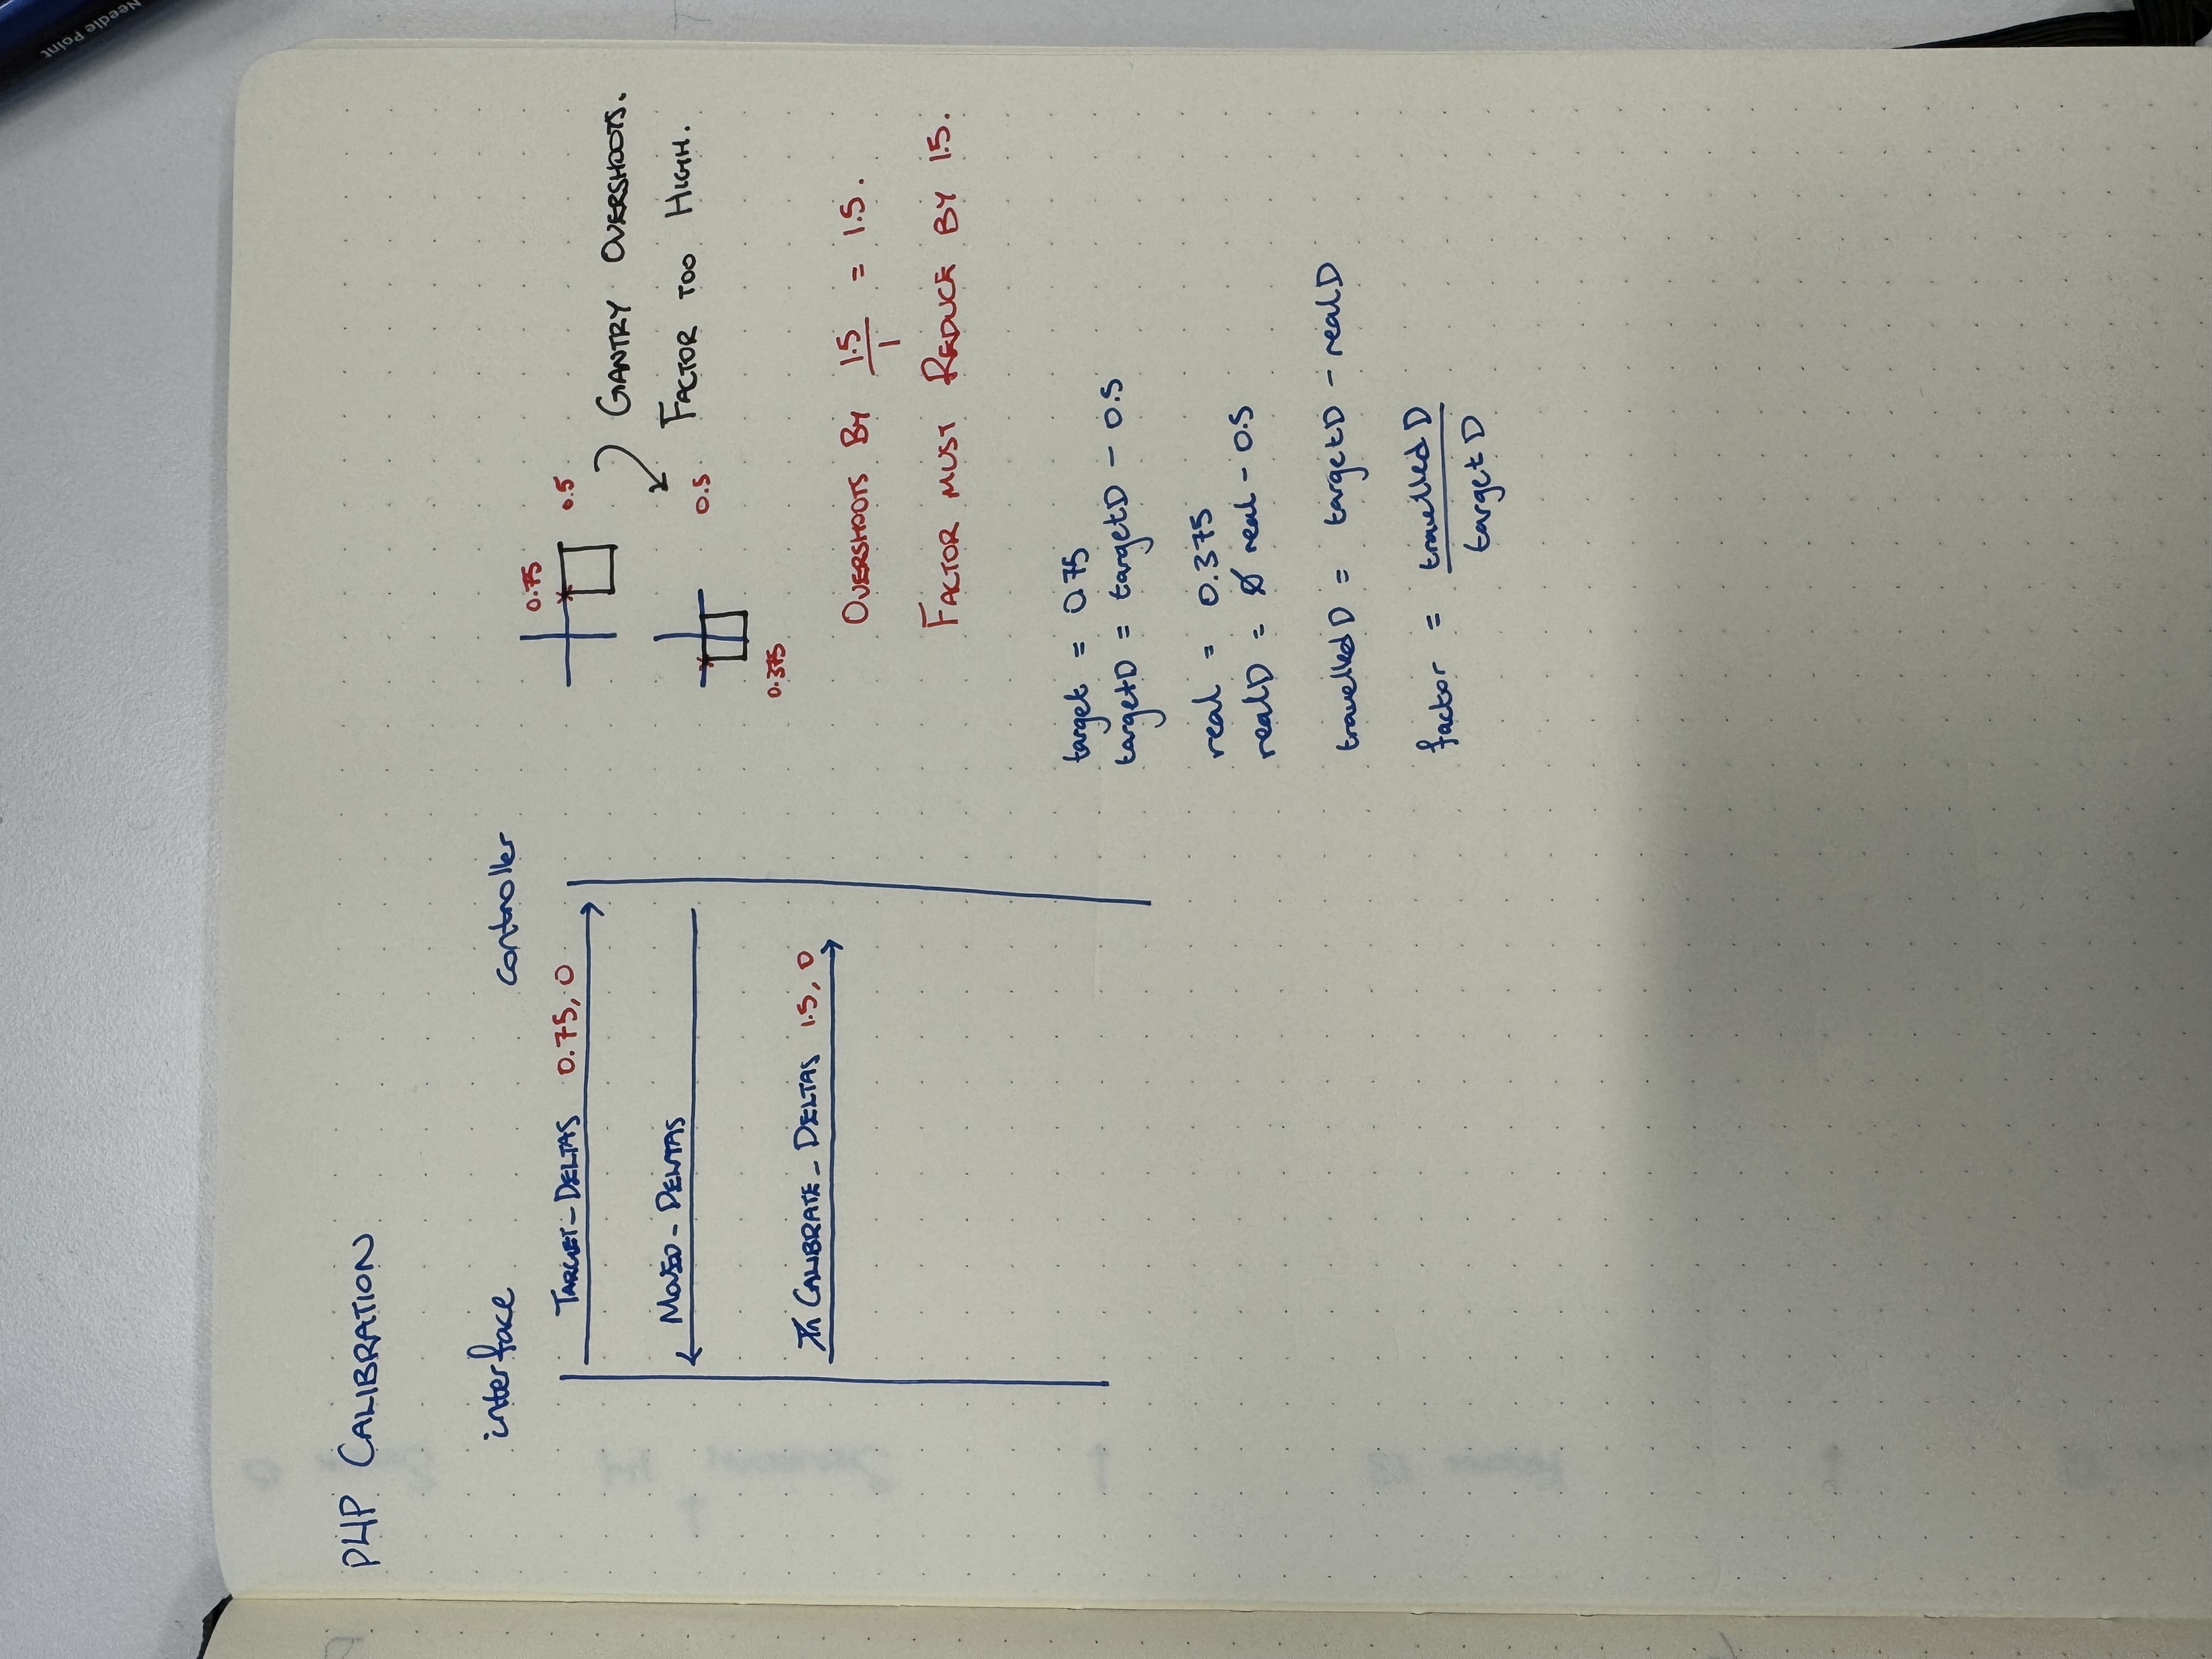 Needle Point
P4P CALIBRATION
interface controller
TARGET-DELTAS 0.75, 0
MOVED-DELTAS
CALIBRATE-DELTAS 1.5, 0
0.75
0.5
GANTRY OVERSHOOTS.
FACTOR TOO HIGH.
0.5
0.375
OVERSHOOTS BY 1.5/1 = 1.5.
FACTOR MUST REDUCE BY 1.5.
target = 0.75
targetD = targetD - 0.5
real = 0.375
realD = real - 0.5
travelledD = targetD - realD
factor = travelledD
targetD